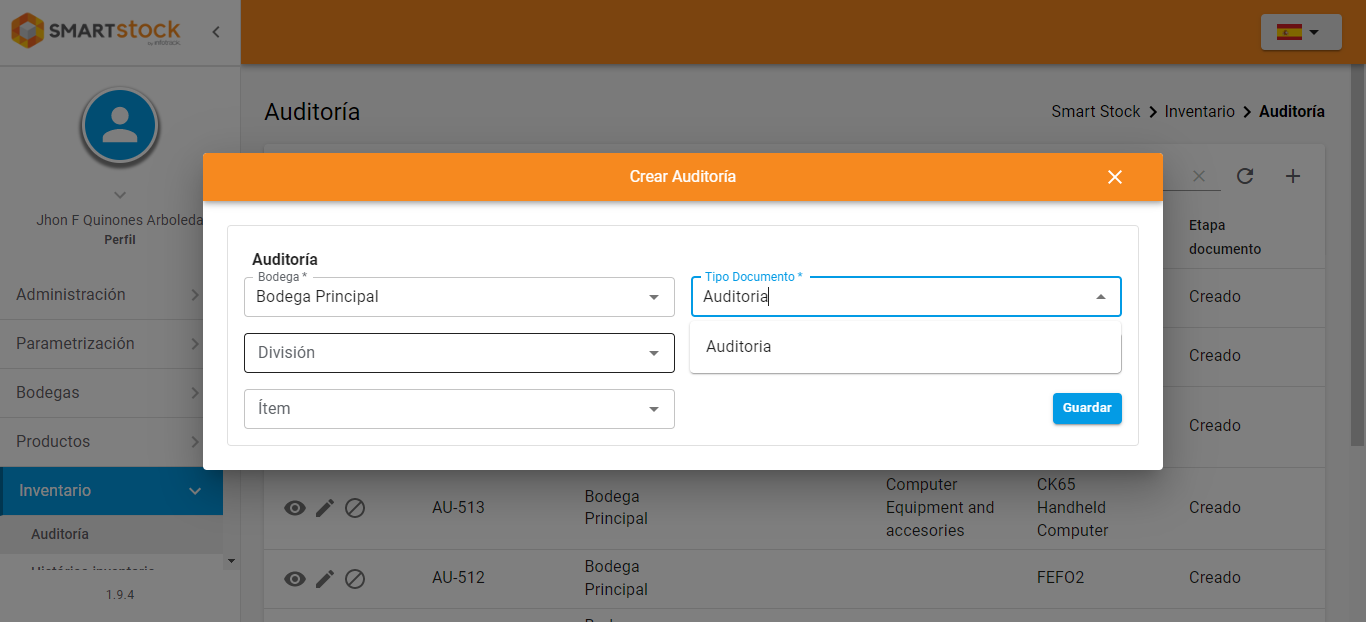 SMARTstock
by infotrack
Auditoría
Smart Stock > Inventario > Auditoría
Jhon F Quinones Arboleda
Perfil
Administración
Parametrización
Bodegas
Productos
Inventario
Auditoría
1.9.4
Crear Auditoría
Auditoría
Bodega *
Bodega Principal
Tipo Documento *
Auditoria
Auditoria
División
Ítem
Guardar
Etapa
documento
Creado
Creado
Creado
AU-513
Bodega
Principal
Computer
Equipment and
accesories
CK65
Handheld
Computer
Creado
AU-512
Bodega
Principal
FEFO2
Creado